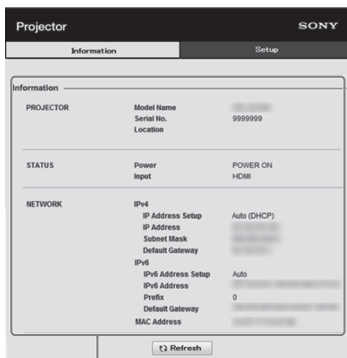 Projector SONY
Information Setup
Information
PROJECTOR Model Name
Serial No. 9999999
Location
STATUS Power POWER ON
Input HDMI
NETWORK IPv4
IP Address Setup Auto (DHCP)
IP Address
Subnet Mask
Default Gateway
IPv6
IPv6 Address Setup Auto
IPv6 Address
Prefix 0
Default Gateway
MAC Address
Refresh